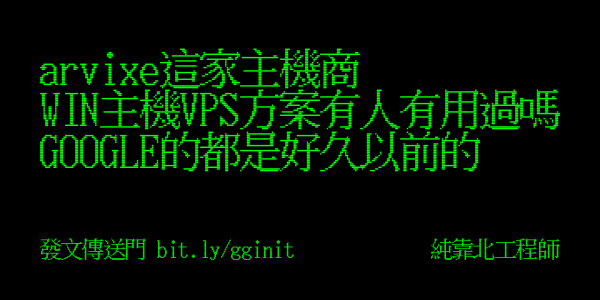 arvixe這家主機商
WIN主機VPS方案有人有用過嗎
GOOGLE的都是好久以前的
發文傳送門 bit.ly/gginit
純靠北工程師